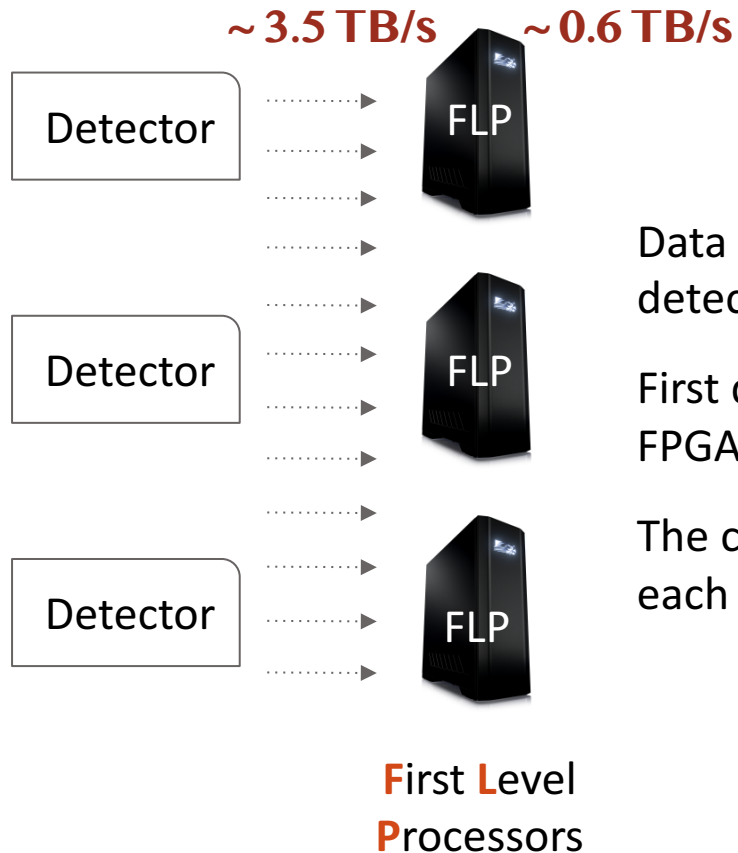 ~ 3.5 TB/s ~ 0.6 TB/s
Detector
FLP
Data
detec
Detector
FLP
First d
FPGA
The c
each
Detector
FLP
First Level
Processors